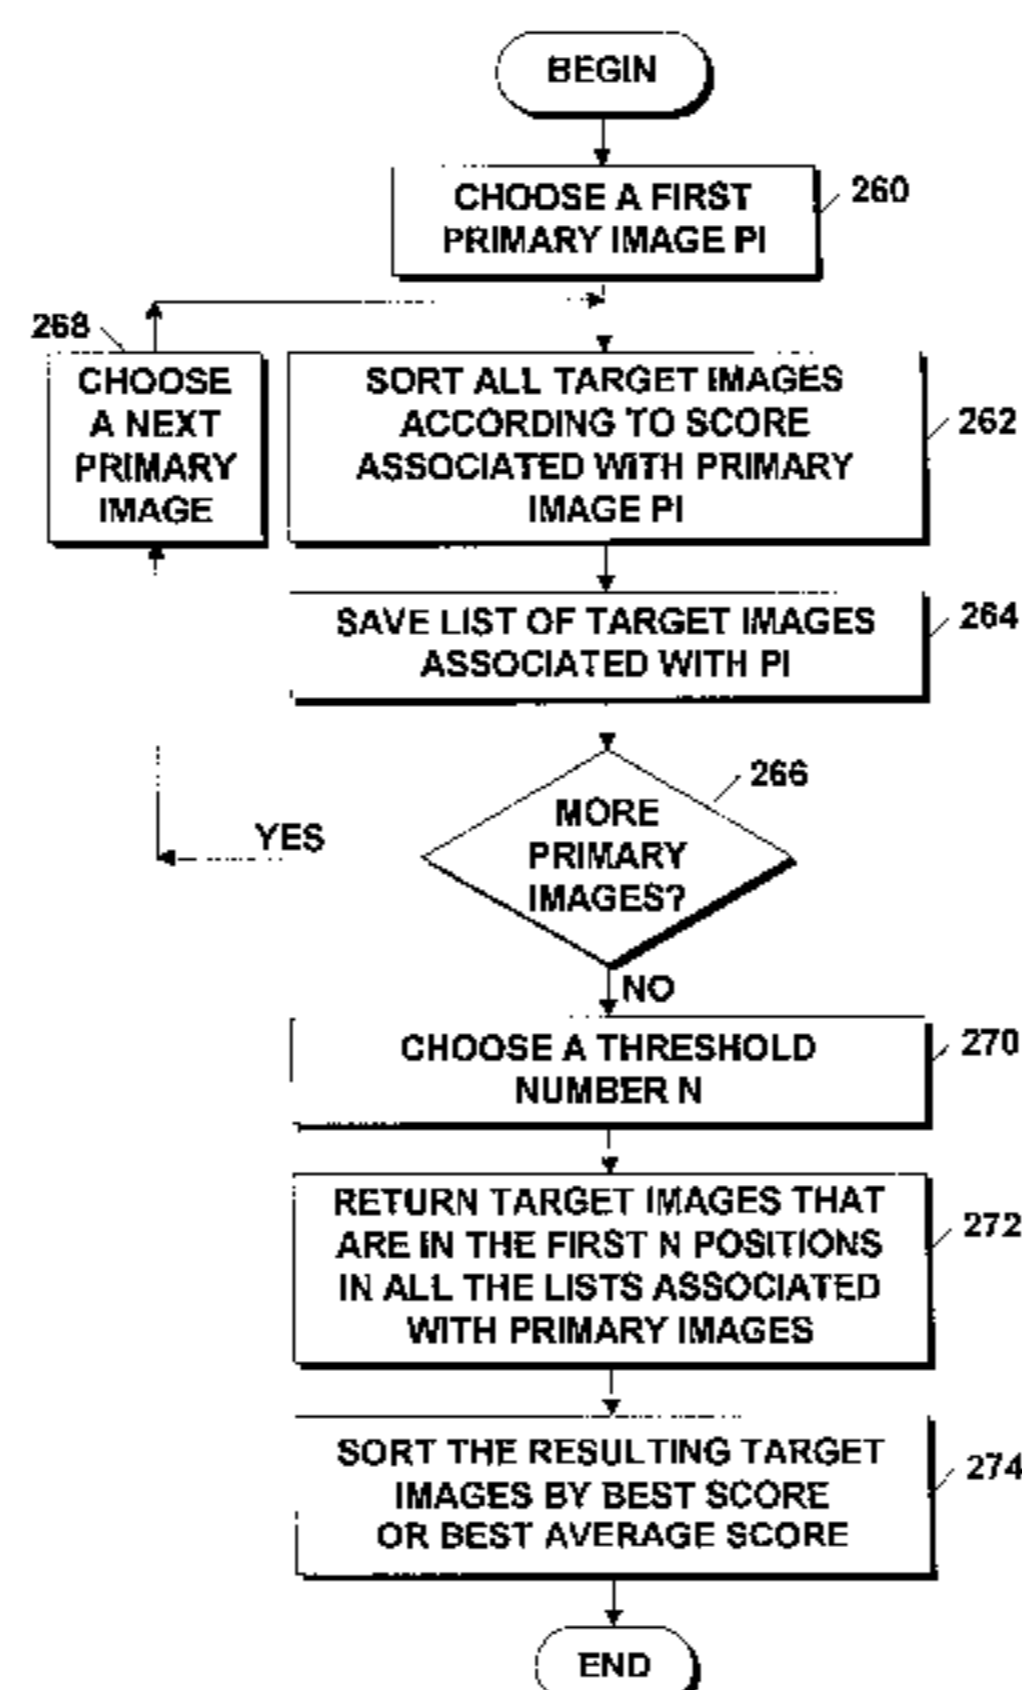 BEGIN
CHOOSE A FIRST
PRIMARY IMAGE PI
260
268
CHOOSE
A NEXT
PRIMARY
IMAGE
SORT ALL TARGET IMAGES
ACCORDING TO SCORE
ASSOCIATED WITH PRIMARY
IMAGE PI
262
SAVE LIST OF TARGET IMAGES
ASSOCIATED WITH PI
264
266
MORE
PRIMARY
IMAGES?
YES
NO
CHOOSE A THRESHOLD
NUMBER N
270
RETURN TARGET IMAGES THAT
ARE IN THE FIRST N POSITIONS
IN ALL THE LISTS ASSOCIATED
WITH PRIMARY IMAGES
272
SORT THE RESULTING TARGET
IMAGES BY BEST SCORE
OR BEST AVERAGE SCORE
274
END